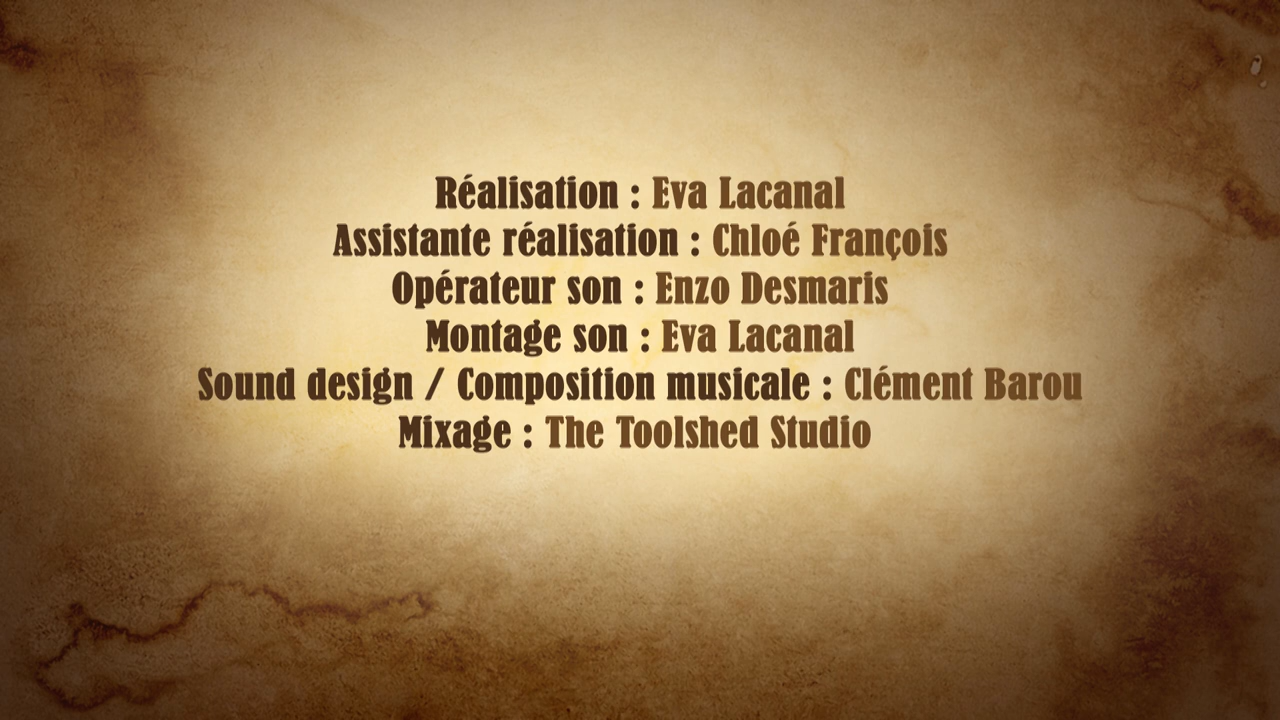 Réalisation : Eva Lacanal
Assistante réalisation : Chloé François
Opérateur son : Enzo Desmaris
Montage son : Eva Lacanal
Sound design / Composition musicale : Clément Barou
Mixage : The Toolshed Studio